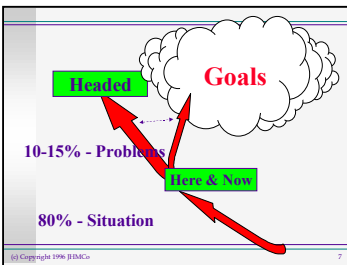 Goals
Headed
10-15% - Problems
Here & Now
80% - Situation
(c) Copyright 1996 JHMCo
7